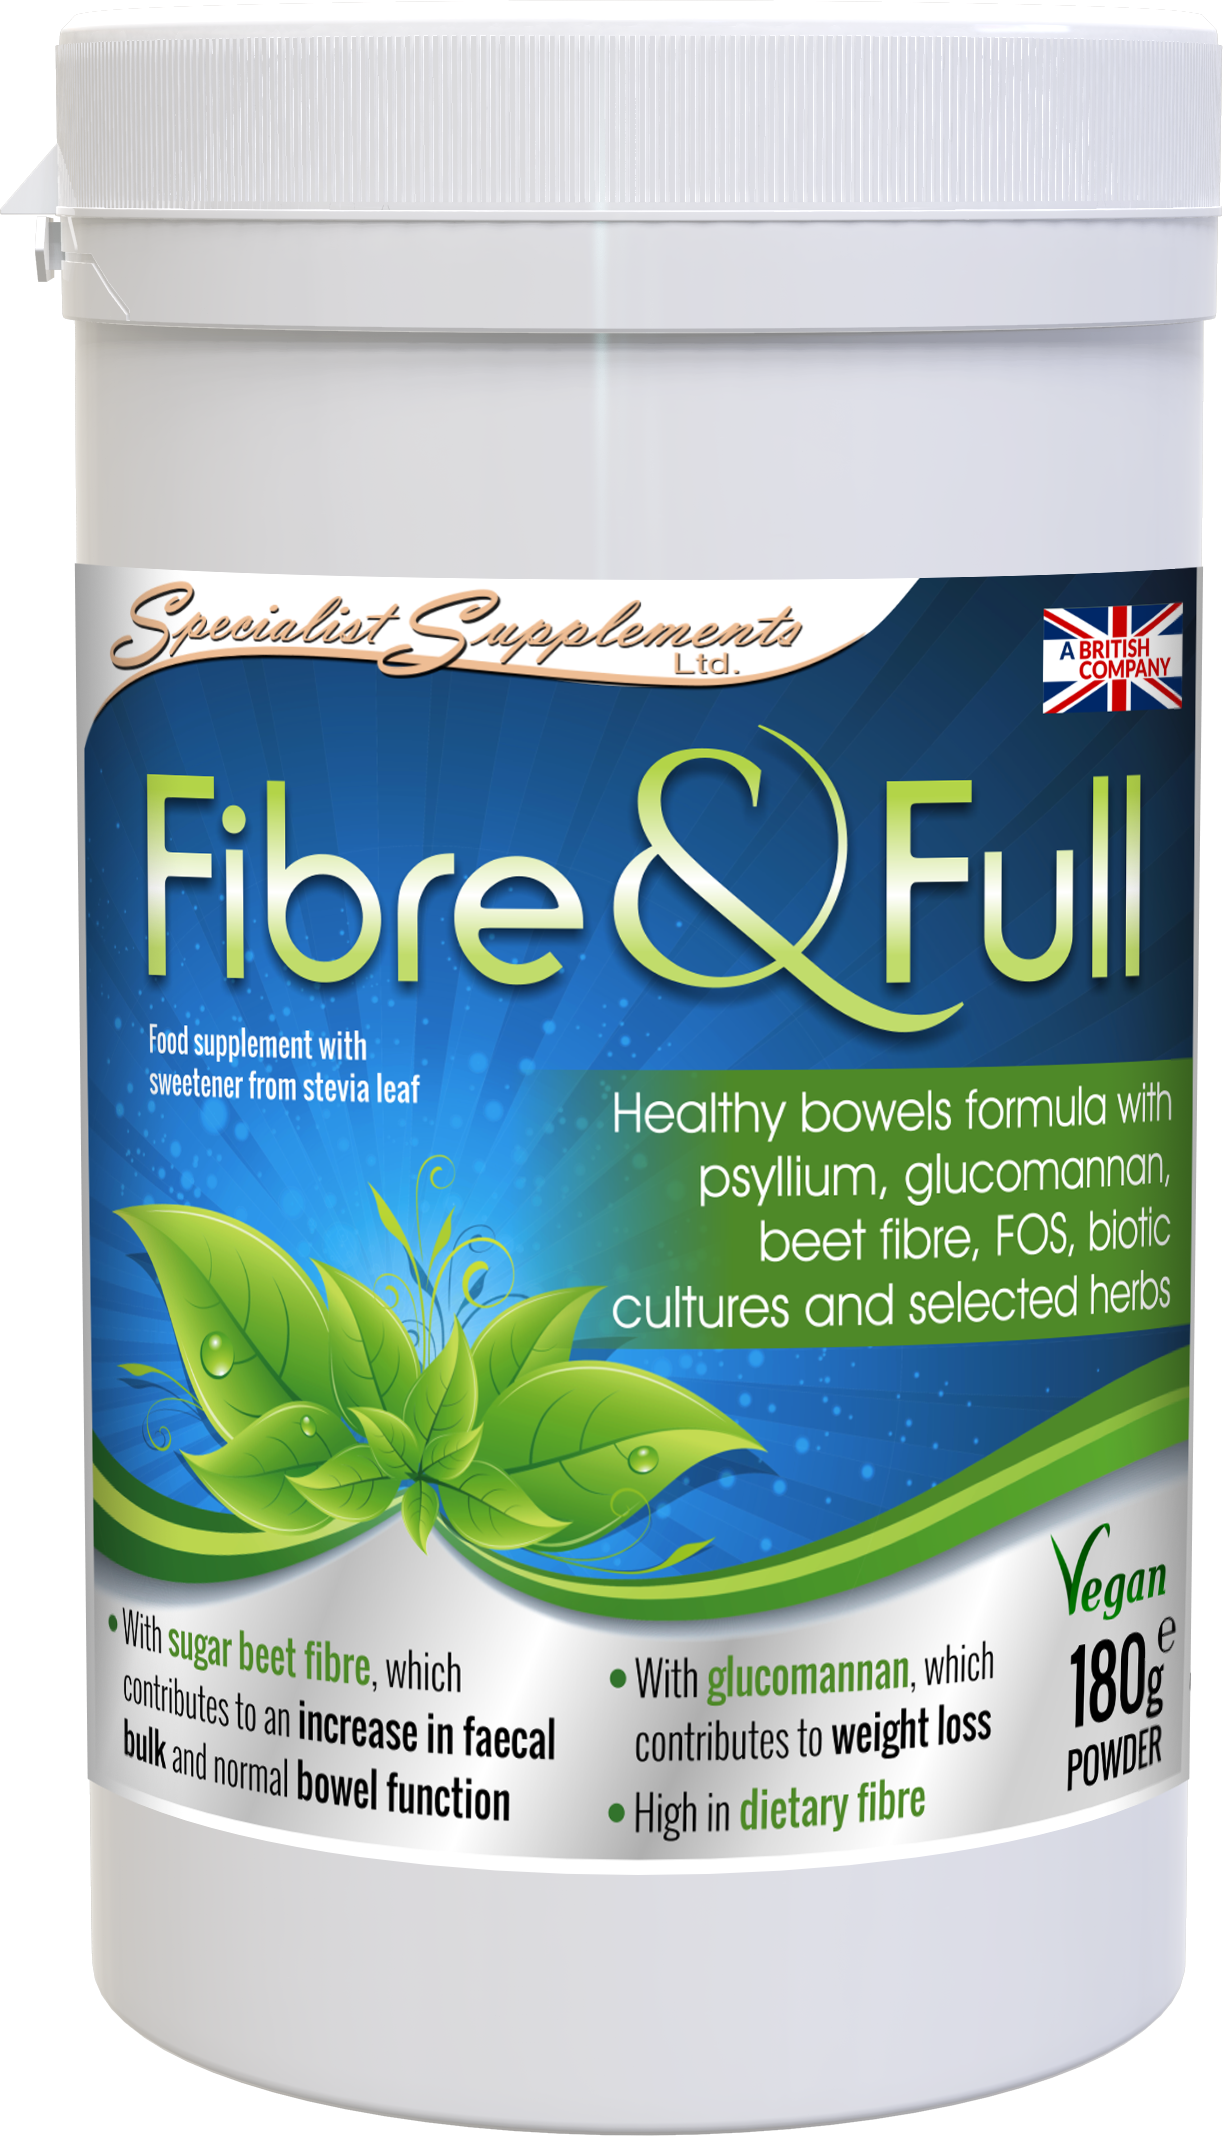 Specialist Supplements
Ltd.
A BRITISH
COMPANY
Fibre & Full
Food supplement with
sweetener from stevia leaf
Healthy bowels formula with
psyllium, glucomannan,
beet fibre, FOS, biotic
cultures and selected herbs
• With sugar beet fibre, which
contributes to an increase in faecal
bulk and normal bowel function
• With glucomannan, which
contributes to weight loss
• High in dietary fibre
Vegan
180g e
POWDER